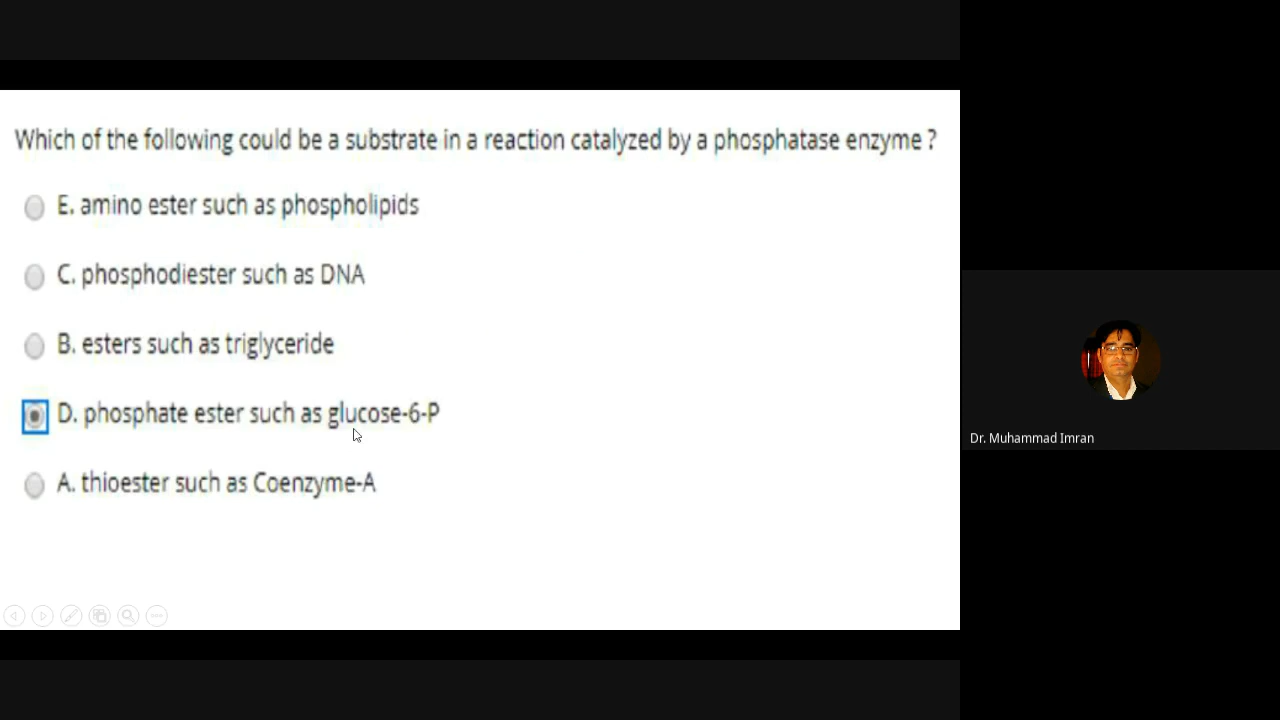 Which of the following could be a substrate in a reaction catalyzed by a phosphatase enzyme ?
E. amino ester such as phospholipids
C. phosphodiester such as DNA
B. esters such as triglyceride
D. phosphate ester such as glucose-6-P
A. thioester such as Coenzyme-A
Dr. Muhammad Imran